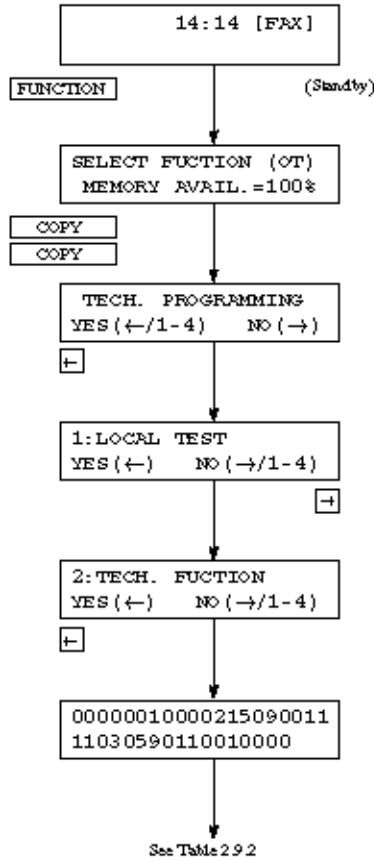 14:14 [FAX]
FUNCTION
(Standby)
SELECT FUCTION (OT)
MEMORY AVAIL.=100%
COPY
COPY
TECH. PROGRAMMING
YES(←/1-4) NO(→)
←
1:LOCAL TEST
YES(←) NO(→/1-4)
→
2:TECH. FUCTION
YES(←) NO(→/1-4)
←
00000010000215090011
11030590110010000
See Table 2.9.2